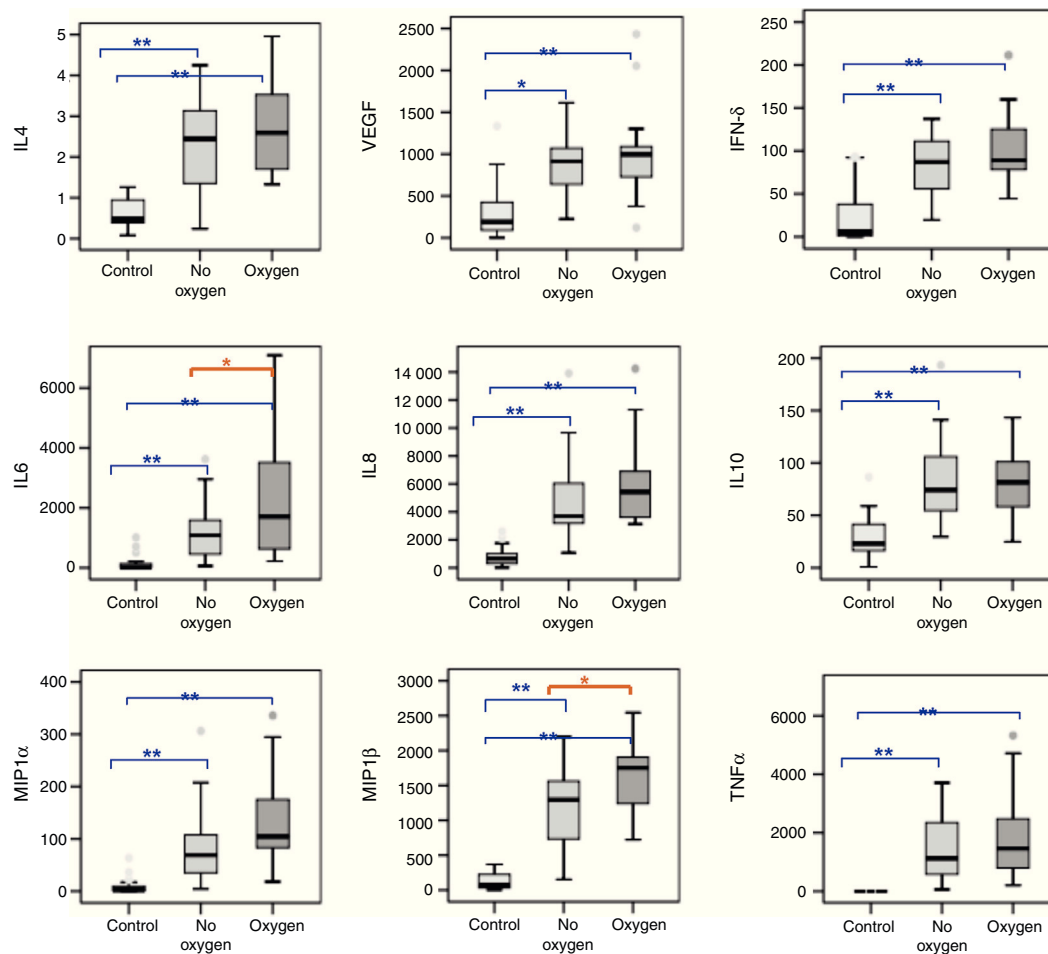 IL4
5
4
3
2
1
0
**
**
Control
No
oxygen
Oxygen
VEGF
2500
2000
1500
1000
500
0
**
*
Control
No
oxygen
Oxygen
IFN-δ
250
200
150
100
50
0
**
**
Control
No
oxygen
Oxygen
IL6
6000
4000
2000
0
*
**
**
Control
No
oxygen
Oxygen
IL8
14 000
12 000
10 000
8000
6000
4000
2000
0
**
**
Control
No
oxygen
Oxygen
IL10
200
150
100
50
0
**
**
Control
No
oxygen
Oxygen
MIP1α
400
300
200
100
0
**
**
Control
No
oxygen
Oxygen
MIP1β
3000
2500
2000
1500
1000
500
0
**
*
**
Control
No
oxygen
Oxygen
TNFα
6000
4000
2000
0
**
**
Control
No
oxygen
Oxygen